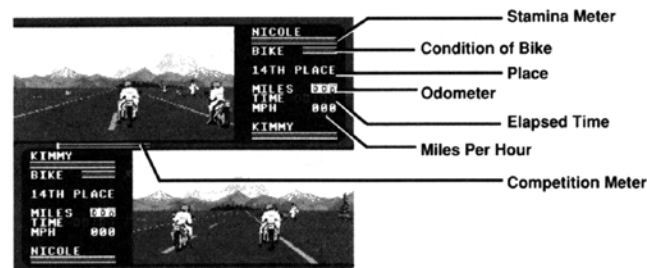 NICOLE
BIKE
14TH PLACE
MILES 000
TIME
MPH 000
KIMMY
Stamina Meter
Condition of Bike
Place
Odometer
Elapsed Time
Miles Per Hour
Competition Meter
KIMMY
BIKE
14TH PLACE
MILES 000
TIME
MPH 000
NICOLE